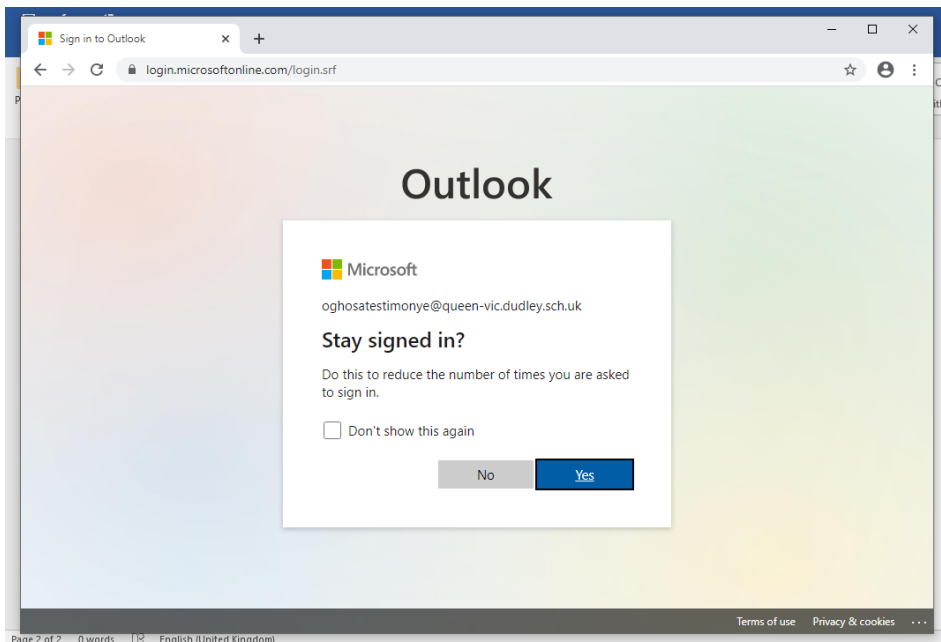 Sign in to Outlook
login.microsoftonline.com/login.srf
Outlook
Microsoft
oghosatestimonye@queen-vic.dudley.sch.uk
Stay signed in?
Do this to reduce the number of times you are asked
to sign in.
Don't show this again
No Yes
Terms of use Privacy & cookies ...
Page 2 of 2 0 words English (United Kingdom)